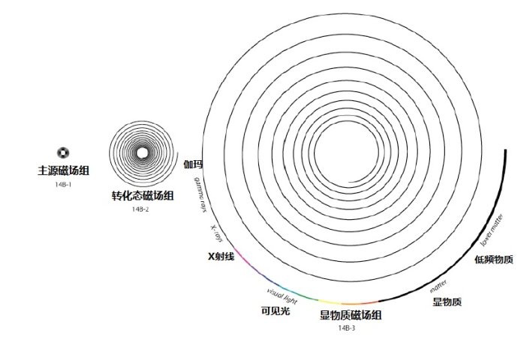 主源磁场组
14B-1
转化态磁场组
14B-2
伽玛
gamma rays
X-rays
X射线
visual light
可见光
显物质磁场组
14B-3
matter
显物质
lower matter
低频物质